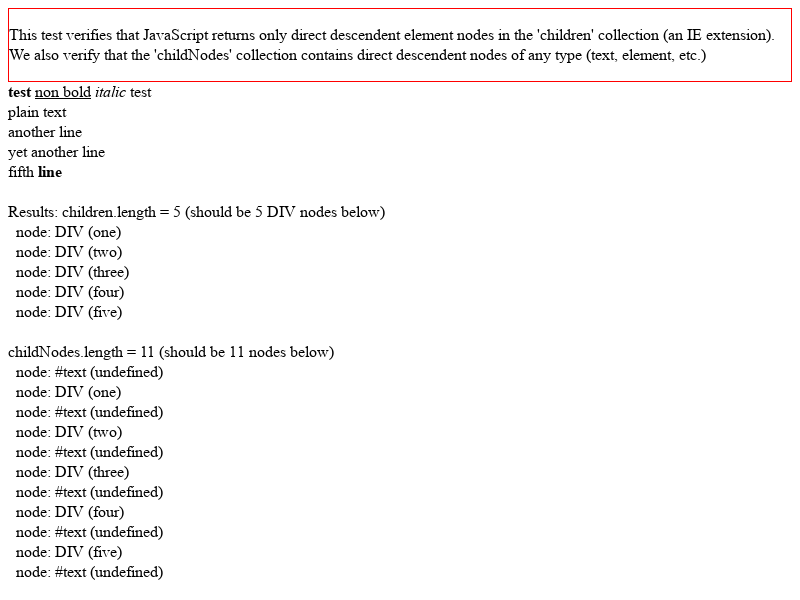 This test verifies that JavaScript returns only direct descendent element nodes in the 'children' collection (an IE extension).
We also verify that the 'childNodes' collection contains direct descendent nodes of any type (text, element, etc.)
test non bold italic test
plain text
another line
yet another line
fifth line
Results: children.length = 5 (should be 5 DIV nodes below)
node: DIV (one)
node: DIV (two)
node: DIV (three)
node: DIV (four)
node: DIV (five)
childNodes.length = 11 (should be 11 nodes below)
node: #text (undefined)
node: DIV (one)
node: #text (undefined)
node: DIV (two)
node: #text (undefined)
node: DIV (three)
node: #text (undefined)
node: DIV (four)
node: #text (undefined)
node: DIV (five)
node: #text (undefined)